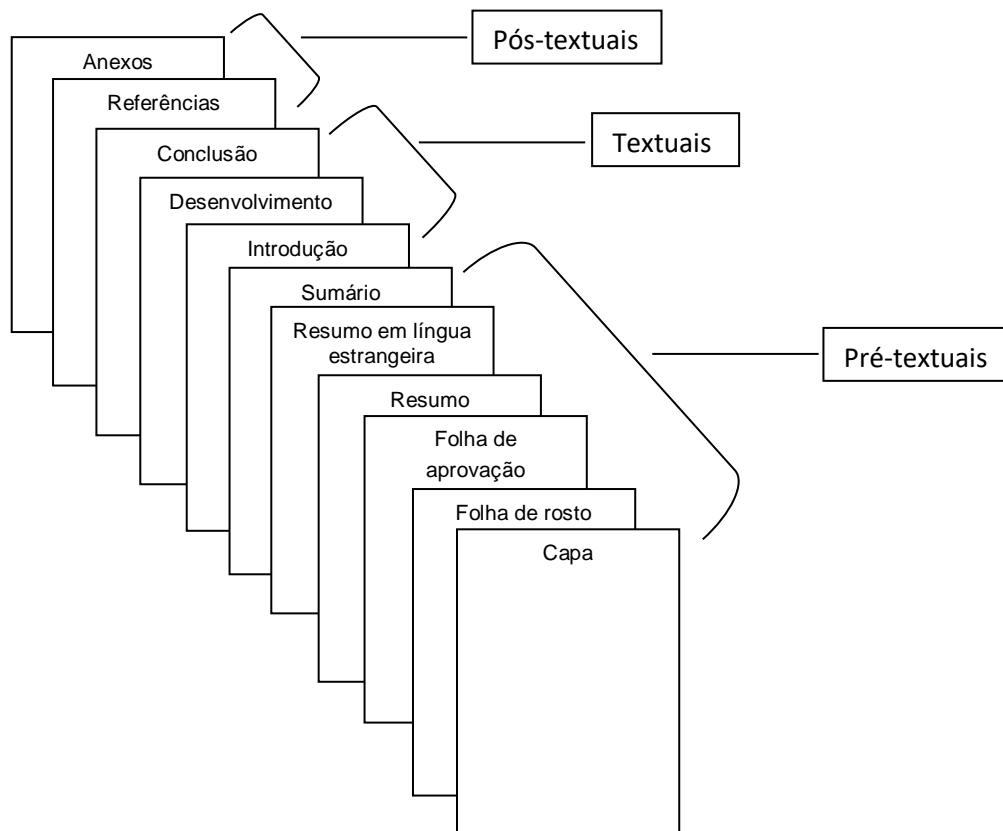 Pós-textuais
Anexos
Referências
Textuais
Conclusão
Desenvolvimento
Introdução
Sumário
Resumo em língua
estrangeira
Pré-textuais
Resumo
Folha de
aprovação
Folha de rosto
Capa